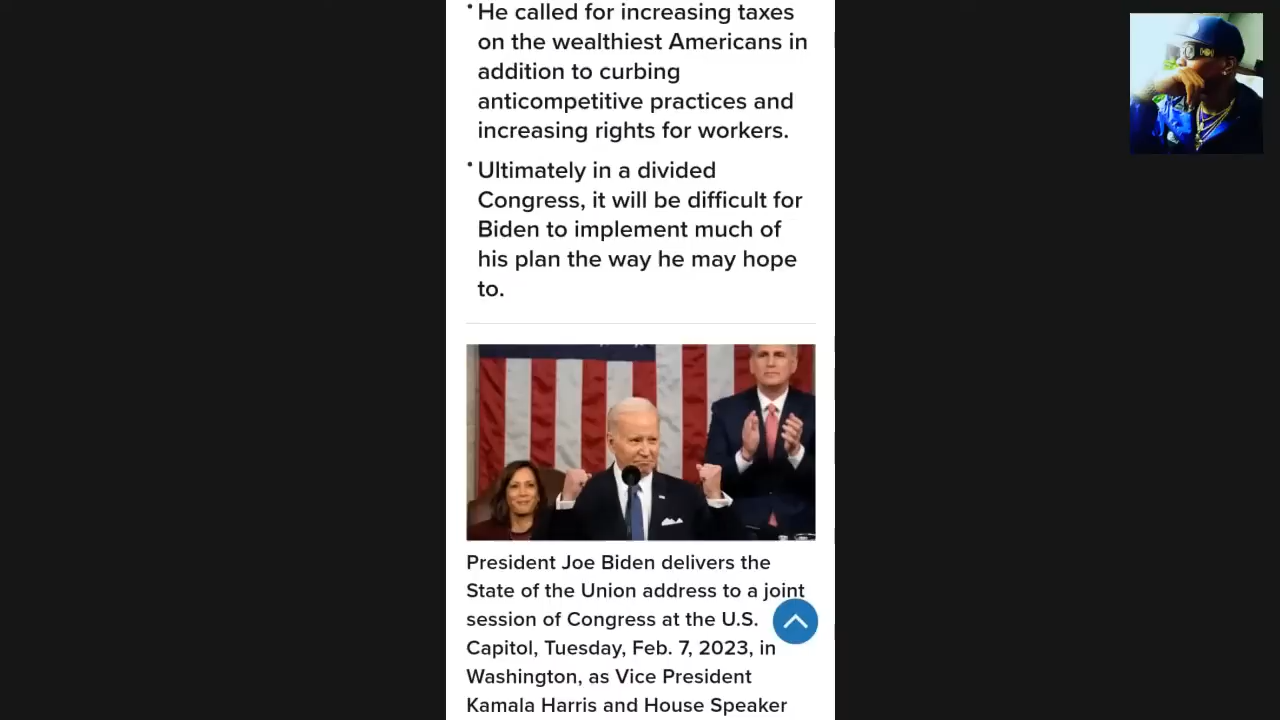 He called for increasing taxes
on the wealthiest Americans in
addition to curbing
anticompetitive practices and
increasing rights for workers.
Ultimately in a divided
Congress, it will be difficult for
Biden to implement much of
his plan the way he may hope
to.
President Joe Biden delivers the
State of the Union address to a joint
session of Congress at the U.S.
Capitol, Tuesday, Feb. 7, 2023, in
Washington, as Vice President
Kamala Harris and House Speaker